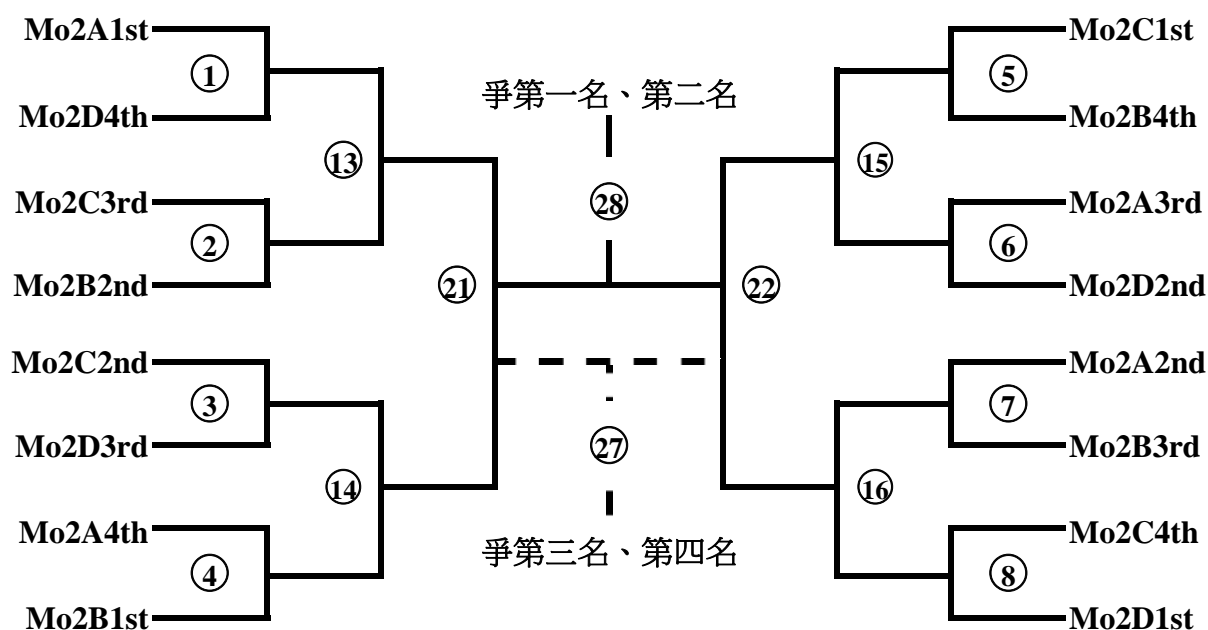 Mo2A1st
①
Mo2D4th
⑬
Mo2C3rd
②
Mo2B2nd
㉑
Mo2C2nd
③
Mo2D3rd
⑭
Mo2A4th
④
Mo2B1st
爭第一名、第二名
㉘
㉗
爭第三名、第四名
Mo2C1st
⑤
Mo2B4th
⑮
Mo2A3rd
⑥
Mo2D2nd
㉒
Mo2A2nd
⑦
Mo2B3rd
⑯
Mo2C4th
⑧
Mo2D1st